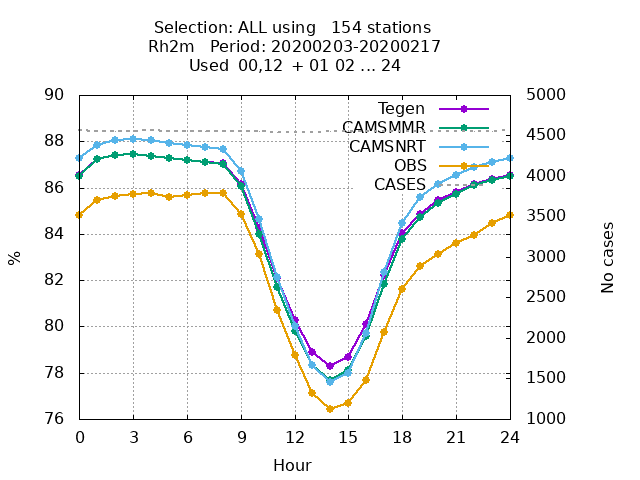 Selection: ALL using   154 stations
Rh2m   Period: 20200203-20200217
Used  00,12  + 01 02 ... 24
90
88
86
84
82
80
78
76
%
5000
4500
4000
3500
3000
2500
2000
1500
1000
No cases
Tegen
CAMSMMR
CAMSNRT
OBS
CASES
0 3 6 9 12 15 18 21 24
Hour